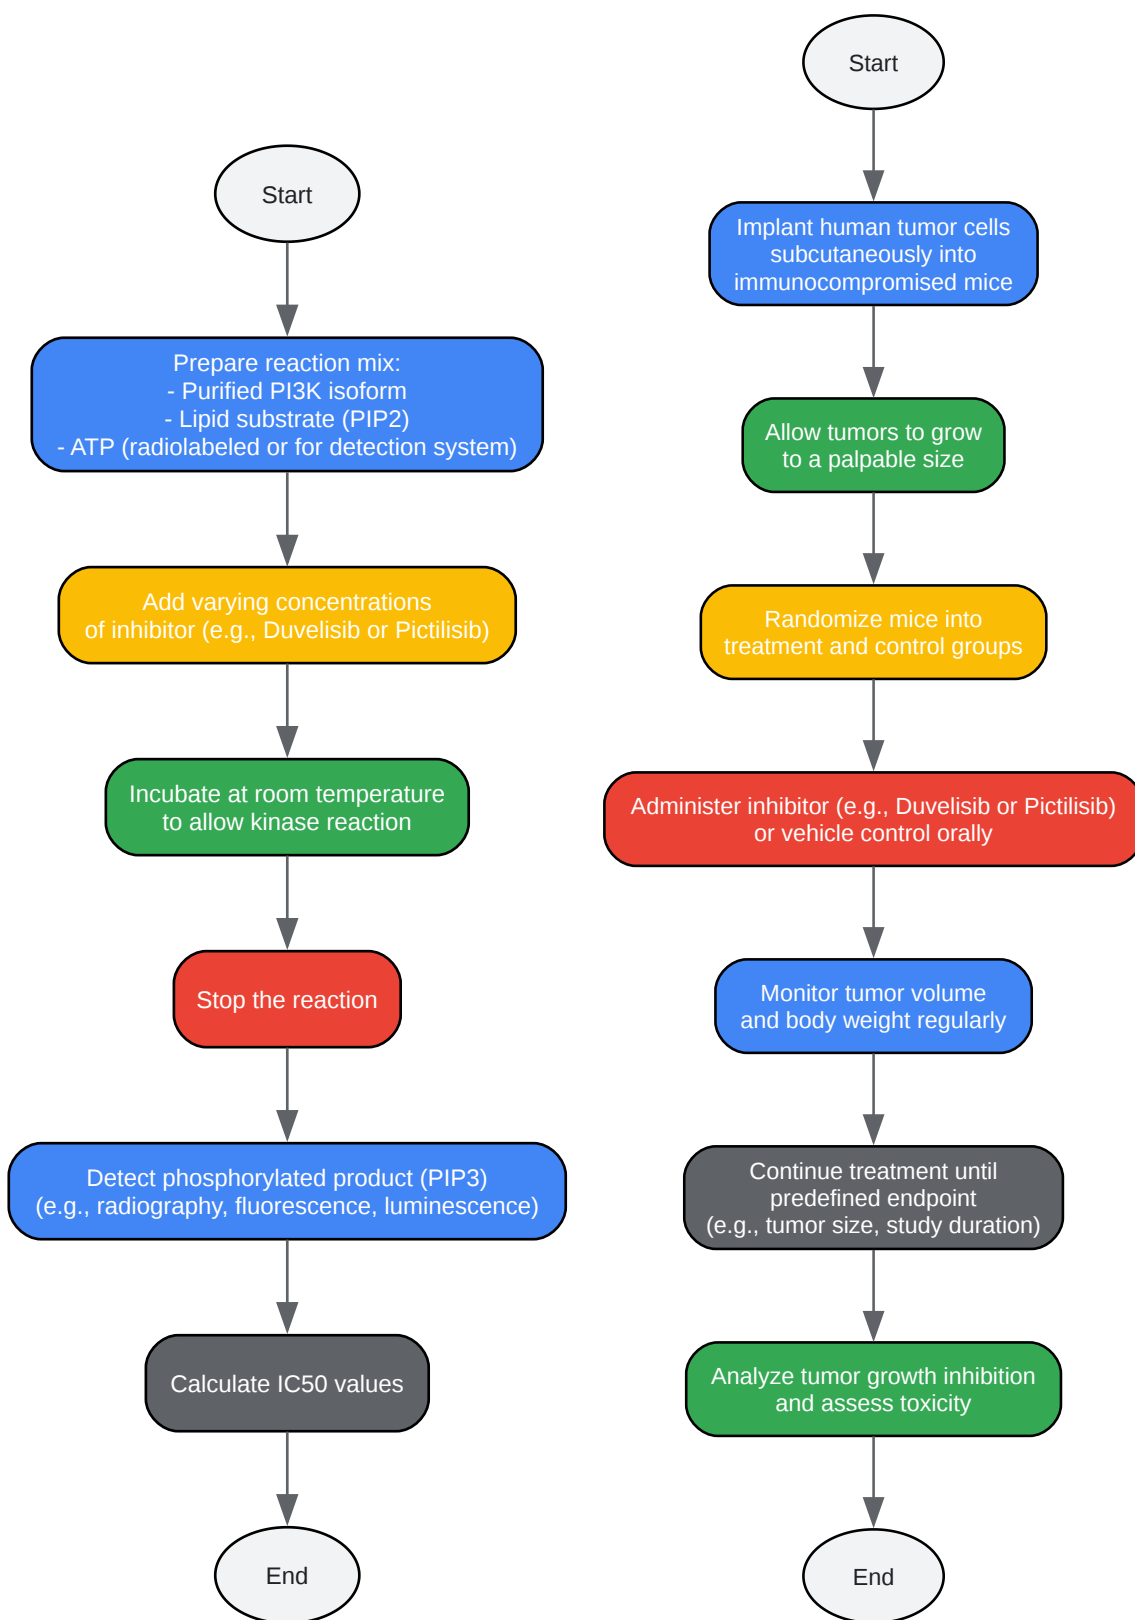 Start
Prepare reaction mix:
- Purified PI3K isoform
- Lipid substrate (PIP2)
- ATP (radiolabeled or for detection system)
Add varying concentrations
of inhibitor (e.g., Duvelisib or Pictilisib)
Incubate at room temperature
to allow kinase reaction
Stop the reaction
Detect phosphorylated product (PIP3)
(e.g., radiography, fluorescence, luminescence)
Calculate IC50 values
End
Start
Implant human tumor cells
subcutaneously into
immunocompromised mice
Allow tumors to grow
to a palpable size
Randomize mice into
treatment and control groups
Administer inhibitor (e.g., Duvelisib or Pictilisib)
or vehicle control orally
Monitor tumor volume
and body weight regularly
Continue treatment until
predefined endpoint
(e.g., tumor size, study duration)
Analyze tumor growth inhibition
and assess toxicity
End